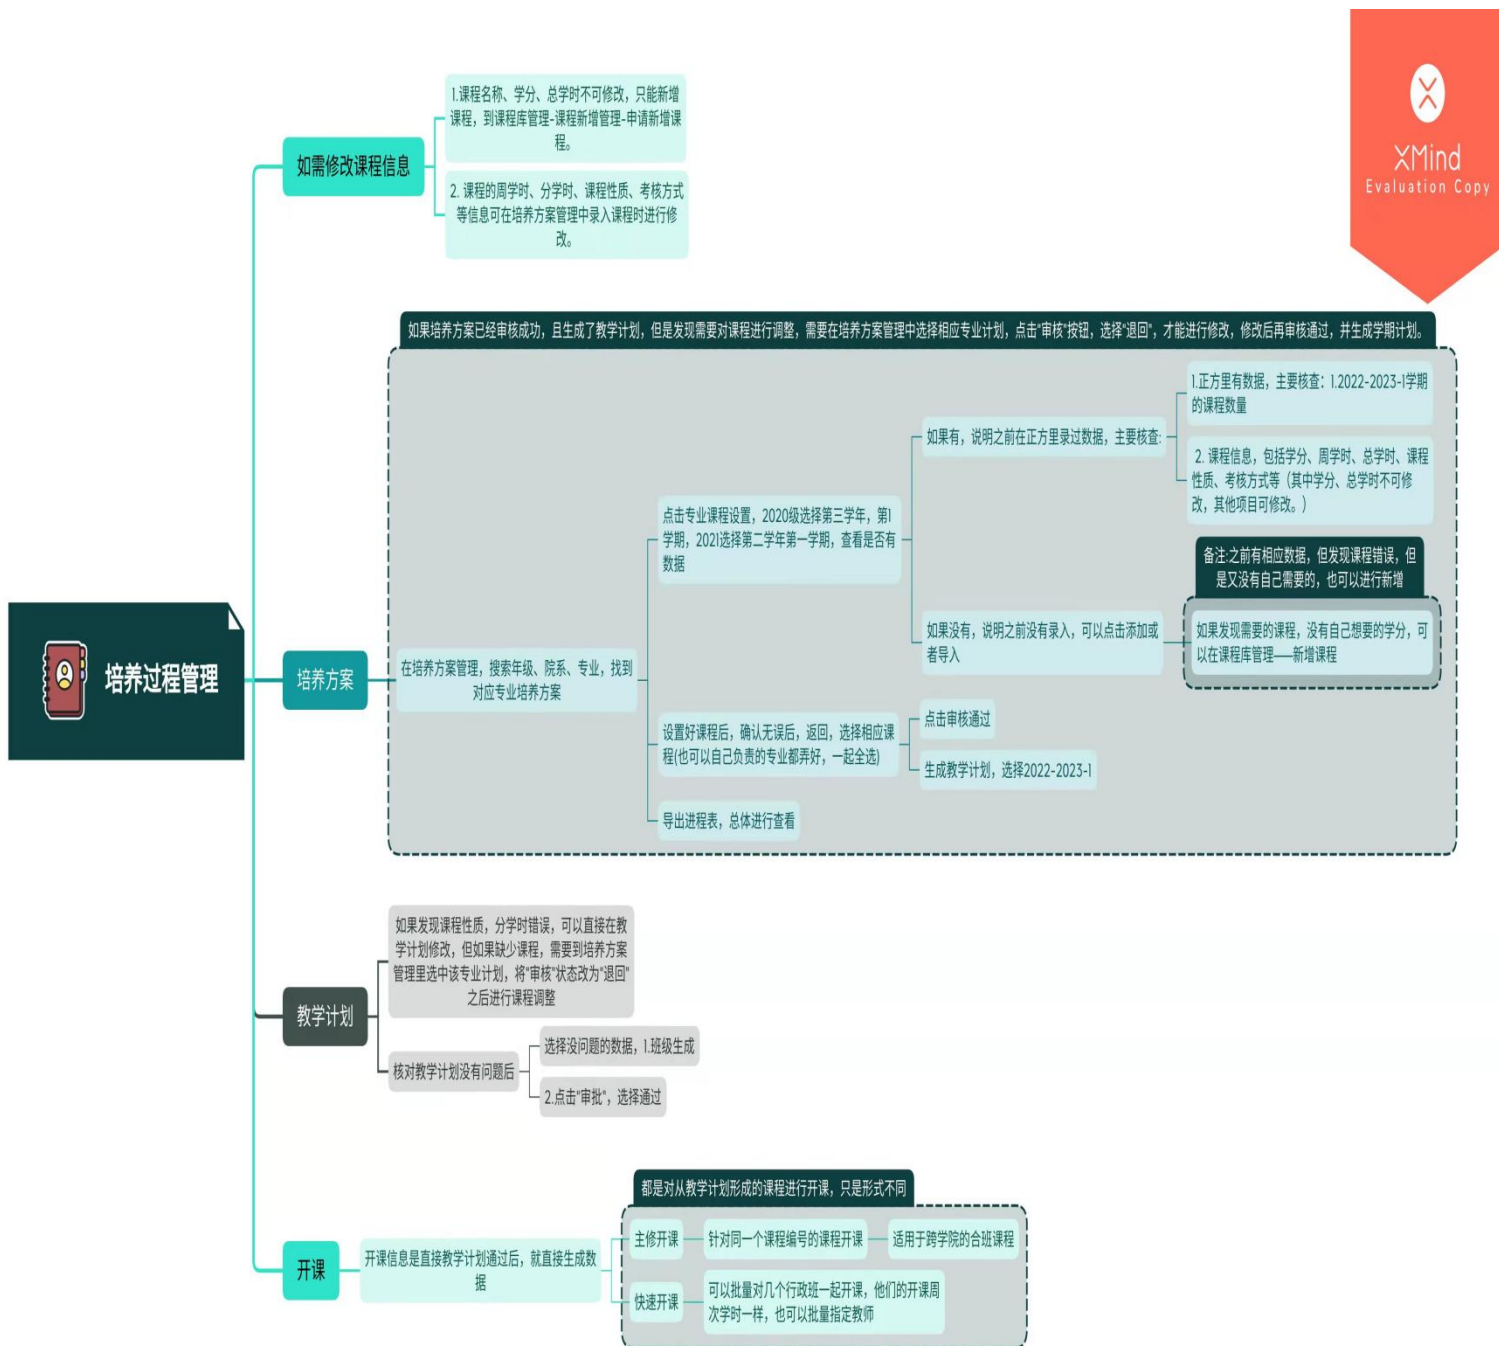 XMind
Evaluation Copy
培养过程管理
如需修改课程信息
1.课程名称、学分、总学时不可修改，只能新增
课程，到课程库管理-课程新增管理-申请新增课
程。
2. 课程的周学时、分学时、课程性质、考核方式
等信息可在培养方案管理中录入课程时进行修
改。
培养方案
如果培养方案已经审核成功，且生成了教学计划，但是发现需要对课程进行调整，需要在培养方案管理中选择相应专业计划，点击"审核"按钮，选择"退回"，才能进行修改，修改后再审核通过，并生成学期计划。
在培养方案管理，搜索年级、院系、专业，找到
对应专业培养方案
点击专业课程设置，2020级选择第三学年，第1
学期，2021选择第二学年第一学期，查看是否有
数据
如果有，说明之前在正方里录过数据，主要核查:
1.正方里有数据，主要核查：1.2022-2023-1学期
的课程数量
2. 课程信息，包括学分、周学时、总学时、课程
性质、考核方式等（其中学分、总学时不可修
改，其他项目可修改。）
如果没有，说明之前没有录入，可以点击添加或
者导入
备注:之前有相应数据，但发现课程错误，但
是又没有自己需要的，也可以进行新增
如果发现需要的课程，没有自己想要的学分，可
以在课程库管理——新增课程
设置好课程后，确认无误后，返回，选择相应课
程(也可以自己负责的专业都弄好，一起全选)
点击审核通过
生成教学计划，选择2022-2023-1
导出进程表，总体进行查看
教学计划
如果发现课程性质，分学时错误，可以直接在教
学计划修改，但如果缺少课程，需要到培养方案
管理里选中该专业计划，将"审核"状态改为"退回"
之后进行课程调整
核对教学计划没有问题后
选择没问题的数据，1.班级生成
2.点击"审批"，选择通过
开课
开课信息是直接教学计划通过后，就直接生成数
据
都是对从教学计划形成的课程进行开课，只是形式不同
主修开课
针对同一个课程编号的课程开课
适用于跨学院的合班课程
快速开课
可以批量对几个行政班一起开课，他们的开课周
次学时一样，也可以批量指定教师